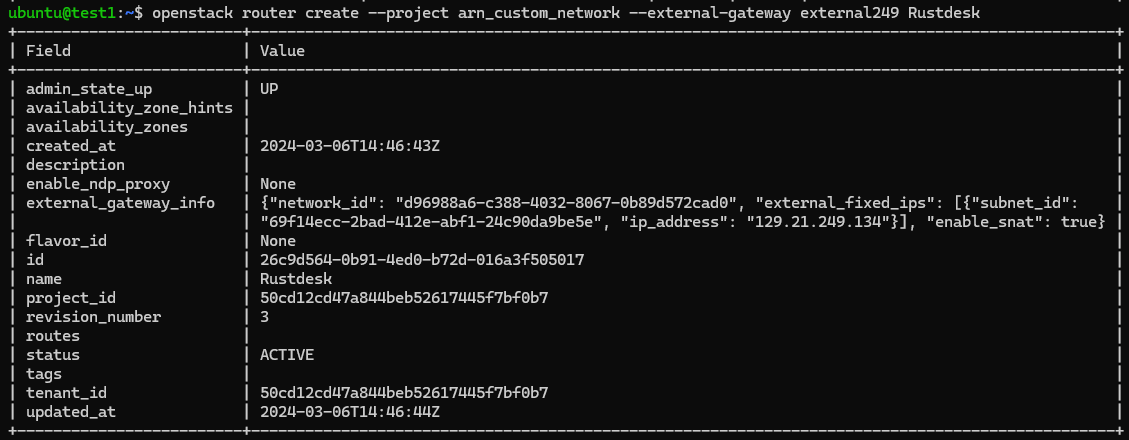 ubuntu@test1:~$ openstack router create --project arn_custom_network --external-gateway external249 Rustdesk
+-------------------------+--------------------------------------------------------------------------------------------+
| Field                   | Value                                                                                      |
+-------------------------+--------------------------------------------------------------------------------------------+
| admin_state_up          | UP                                                                                         |
| availability_zone_hints |                                                                                            |
| availability_zones      |                                                                                            |
| created_at              | 2024-03-06T14:46:43Z                                                                       |
| description             |                                                                                            |
| enable_ndp_proxy        | None                                                                                       |
| external_gateway_info   | {"network_id": "d96988a6-c388-4032-8067-0b89d572cad0", "external_fixed_ips": [{"subnet_id":   |
|                         | "69f14ecc-2bad-412e-abf1-24c90da9be5e", "ip_address": "129.21.249.134"}], "enable_snat": true} |
| flavor_id               | None                                                                                       |
| id                      | 26c9d564-0b91-4ed0-b72d-016a3f505017                                                       |
| name                    | Rustdesk                                                                                   |
| project_id              | 50cd12cd47a844beb52617445f7bf0b7                                                           |
| revision_number         | 3                                                                                          |
| routes                  |                                                                                            |
| status                  | ACTIVE                                                                                     |
| tags                    |                                                                                            |
| tenant_id               | 50cd12cd47a844beb52617445f7bf0b7                                                           |
| updated_at              | 2024-03-06T14:46:44Z                                                                       |
+-------------------------+--------------------------------------------------------------------------------------------+